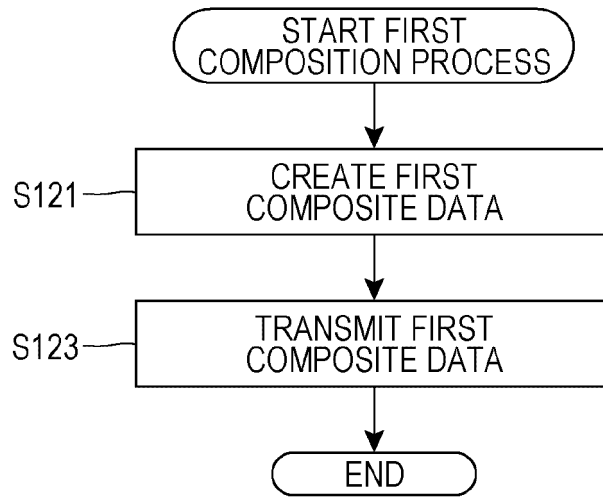 START FIRST
COMPOSITION PROCESS
S121
CREATE FIRST
COMPOSITE DATA
S123
TRANSMIT FIRST
COMPOSITE DATA
END